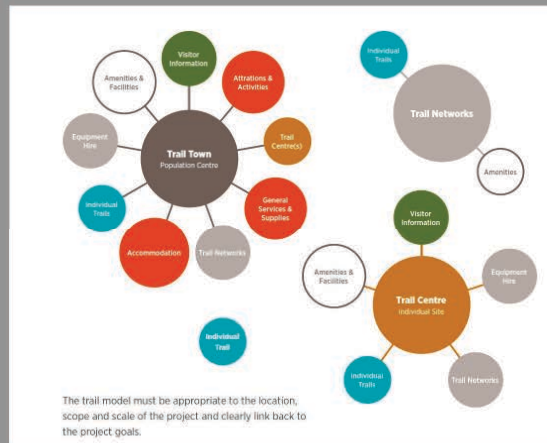 Visitor
Information
Amenities &
Facilities
Attrations &
Activities
Equipment
Hire
Trail Town
Population Centre
Trail
Centre(s)
Individual
Trails
General
Services &
Supplies
Accommodation
Trail Networks
Individual
Trail
Individual
Trails
Trail Networks
Amenities
Visitor
Information
Amenities &
Facilities
Equipment
Hire
Trail Centre
Individual Site
Individual
Trails
Trail Networks
The trail model must be appropriate to the location,
scope and scale of the project and clearly link back to
the project goals.